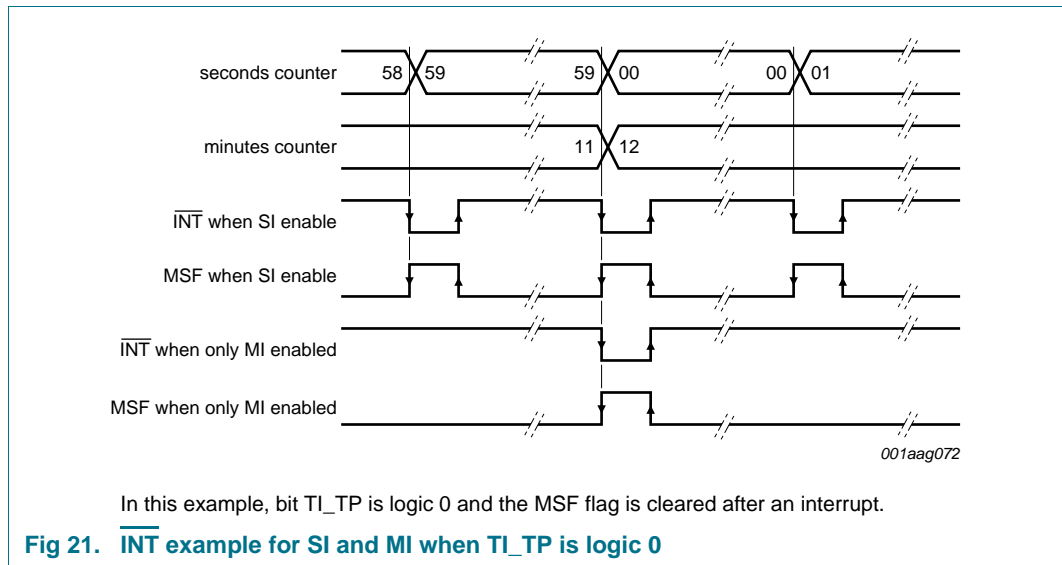 seconds counter 58 59 59 00 00 01
minutes counter 11 12
INT when SI enable
MSF when SI enable
INT when only MI enabled
MSF when only MI enabled
001aag072
In this example, bit TI_TP is logic 0 and the MSF flag is cleared after an interrupt.
Fig 21. INT example for SI and MI when TI_TP is logic 0